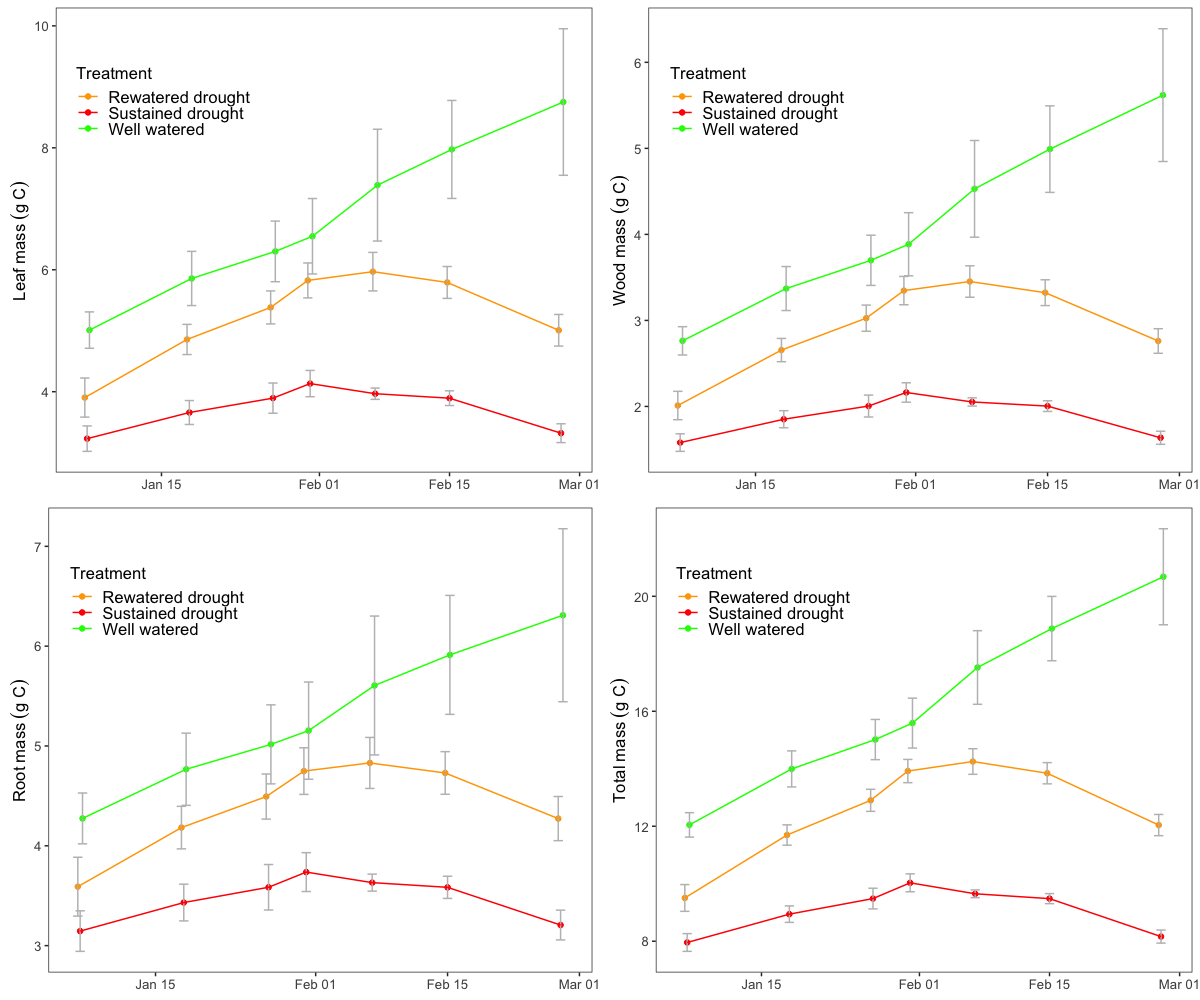 10
8
6
4
Leaf mass (g C)
Treatment
Rewatered drought
Sustained drought
Well watered
Jan 15
Feb 01
Feb 15
Mar 01
6
5
4
3
2
Wood mass (g C)
Treatment
Rewatered drought
Sustained drought
Well watered
Jan 15
Feb 01
Feb 15
Mar 01
7
6
5
4
3
Root mass (g C)
Treatment
Rewatered drought
Sustained drought
Well watered
Jan 15
Feb 01
Feb 15
Mar 01
20
16
12
8
Total mass (g C)
Treatment
Rewatered drought
Sustained drought
Well watered
Jan 15
Feb 01
Feb 15
Mar 01